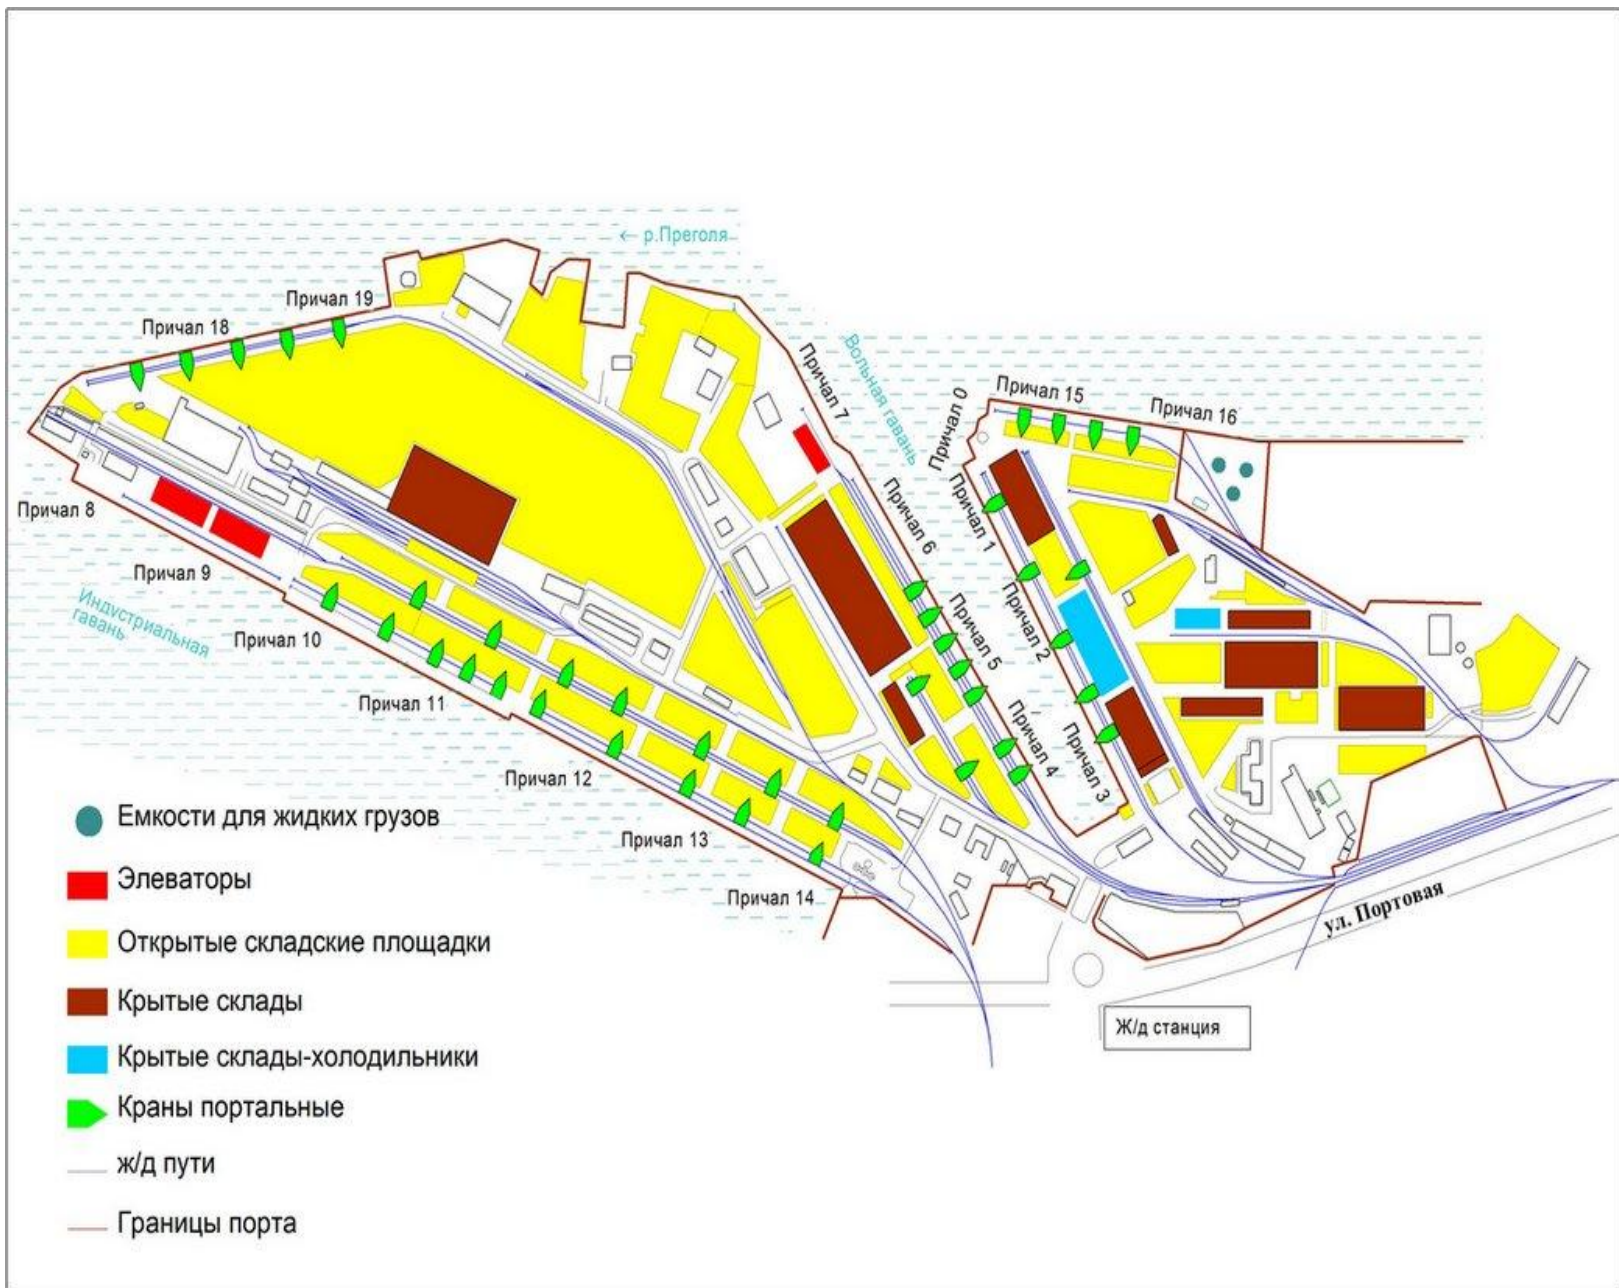 ← р.Преголя
Причал 19
Причал 18
Причал 7
Вольная гавань
Причал 0
Причал 15
Причал 16
Причал 6
Причал 1
Причал 8
Причал 9
Индустриальная
гавань
Причал 10
Причал 5
Причал 2
Причал 11
Причал 4
Причал 3
Причал 12
Причал 13
Причал 14
ул. Портовая
Ж/д станция
Емкости для жидких грузов
Элеваторы
Открытые складские площадки
Крытые склады
Крытые склады-холодильники
Краны портальные
ж/д пути
Границы порта